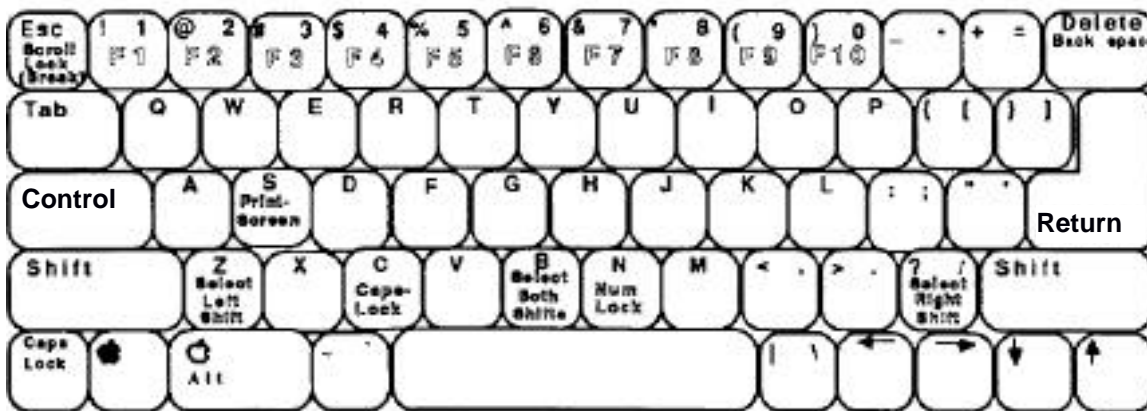 Esc ! 1 @ 2 # 3 $ 4 % 5 ^ 6 & 7 * 8 ( 9 ) 0 _ - + = Delete
Scroll F1 F2 F3 F4 F5 F6 F7 F8 F9 F10 Back space
Lock
(Break)
Tab Q W E R T Y U I O P { [ } ]
Control A S D F G H J K L : ; " ' Return
Print-
Screen
Shift Z X C V B N M < , > . ? / Shift
Select Caps- Select Num Select
Left Lock Both Lock Right
Shift Shifts Shift
Caps ~ ` | \ ← → ↓ ↑
Lock Alt